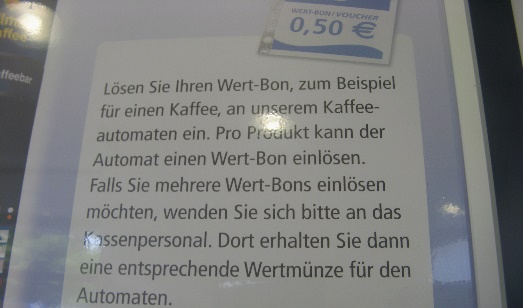 WERT-BON / VOUCHER
0,50 €
ffeebar
Lösen Sie Ihren Wert-Bon, zum Beispiel
für einen Kaffee, an unserem Kaffee-
automaten ein. Pro Produkt kann der
Automat einen Wert-Bon einlösen.
Falls Sie mehrere Wert-Bons einlösen
möchten, wenden Sie sich bitte an das
Kassenpersonal. Dort erhalten Sie dann
eine entsprechende Wertmünze für den
Automaten.